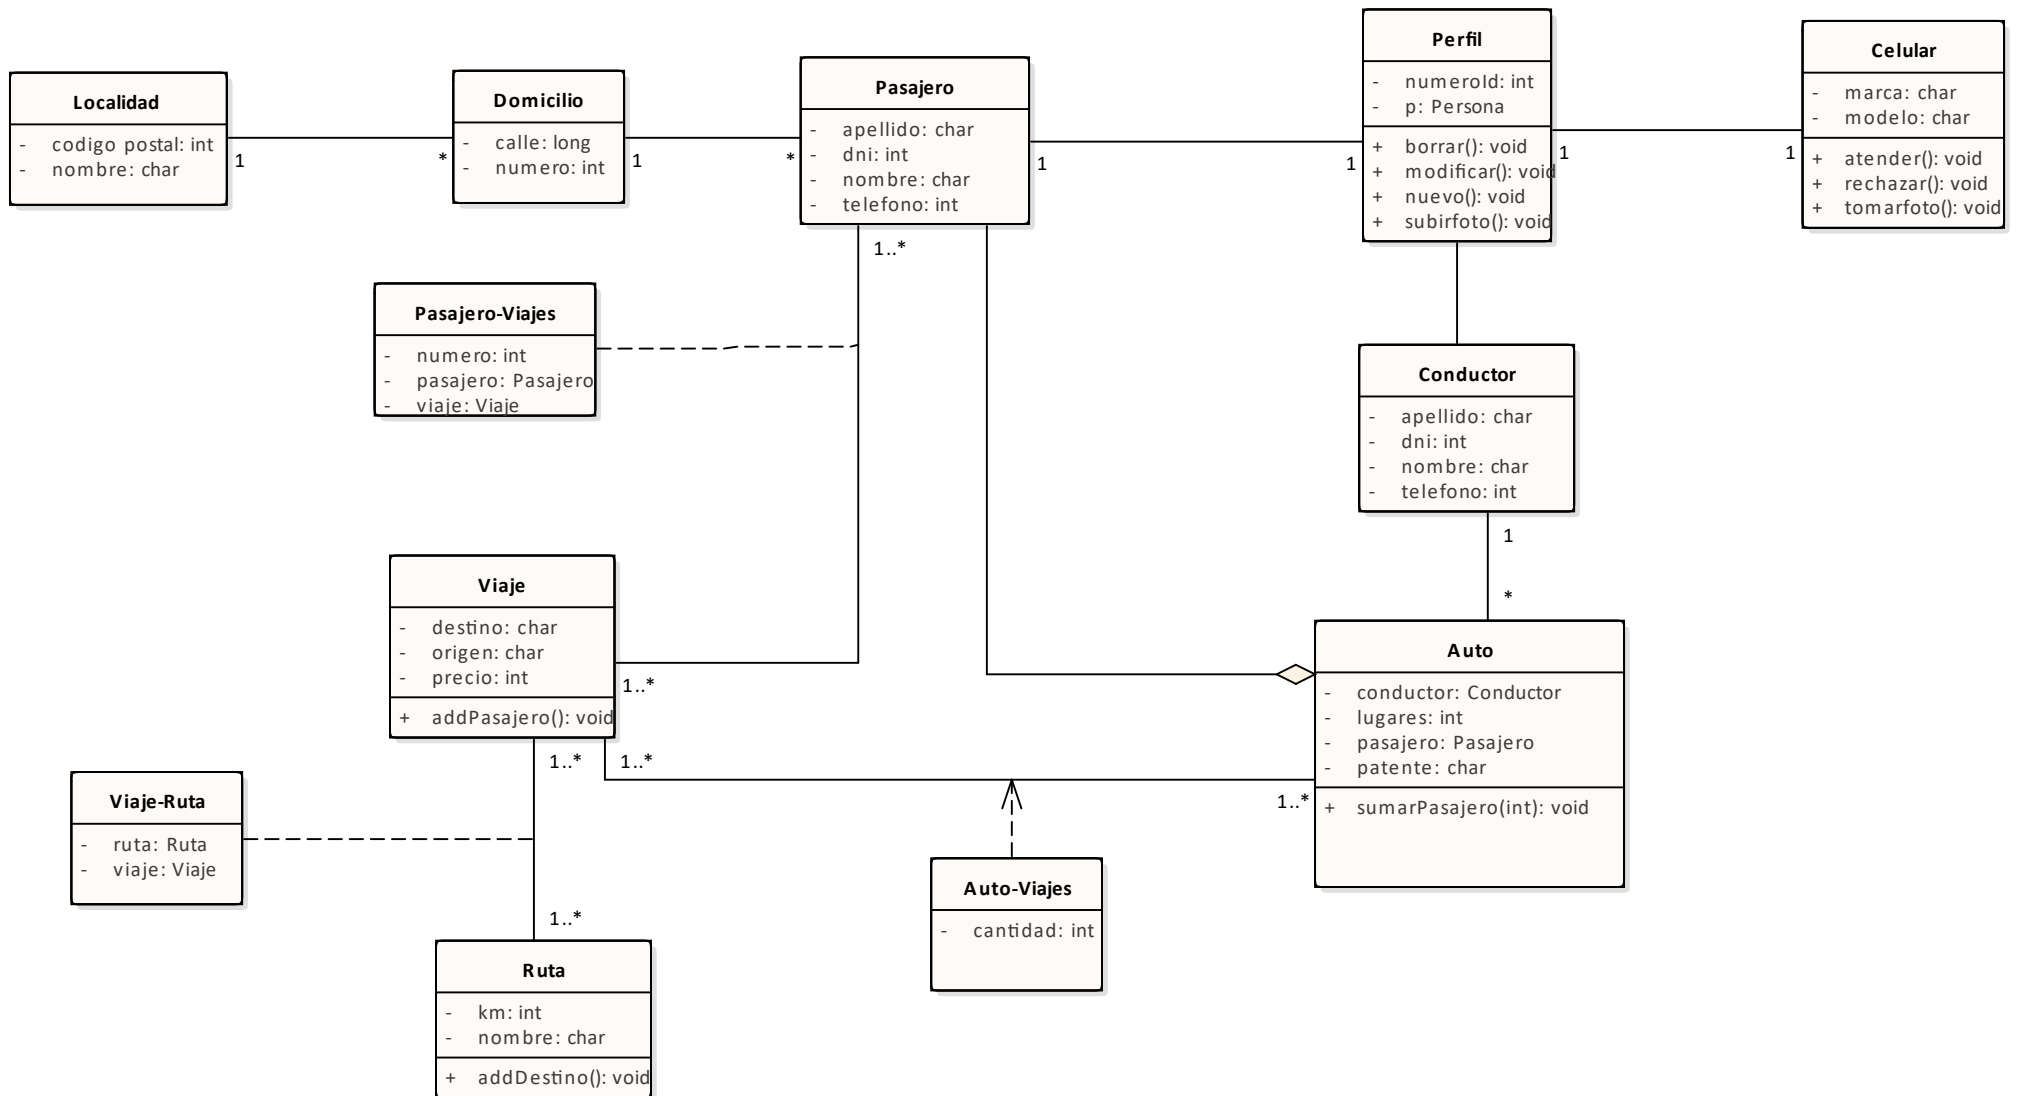 Localidad
- codigo postal: int
- nombre: char
1
*
Domicilio
- calle: long
- numero: int
1
*
Pasajero
- apellido: char
- dni: int
- nombre: char
- telefono: int
1
1
Perfil
- numeroId: int
- p: Persona
+ borrar(): void
+ modificar(): void
+ nuevo(): void
+ subirfoto(): void
1
1
Celular
- marca: char
- modelo: char
+ atender(): void
+ rechazar(): void
+ tomarfoto(): void
1..*
Pasajero-Viajes
- numero: int
- pasajero: Pasajero
- viaje: Viaje
Conductor
- apellido: char
- dni: int
- nombre: char
- telefono: int
1
*
Viaje
- destino: char
- origen: char
- precio: int
+ addPasajero(): void
1..*
1..*
1..*
Auto
- conductor: Conductor
- lugares: int
- pasajero: Pasajero
- patente: char
+ sumarPasajero(int): void
1..*
Viaje-Ruta
- ruta: Ruta
- viaje: Viaje
Auto-Viajes
- cantidad: int
1..*
Ruta
- km: int
- nombre: char
+ addDestino(): void